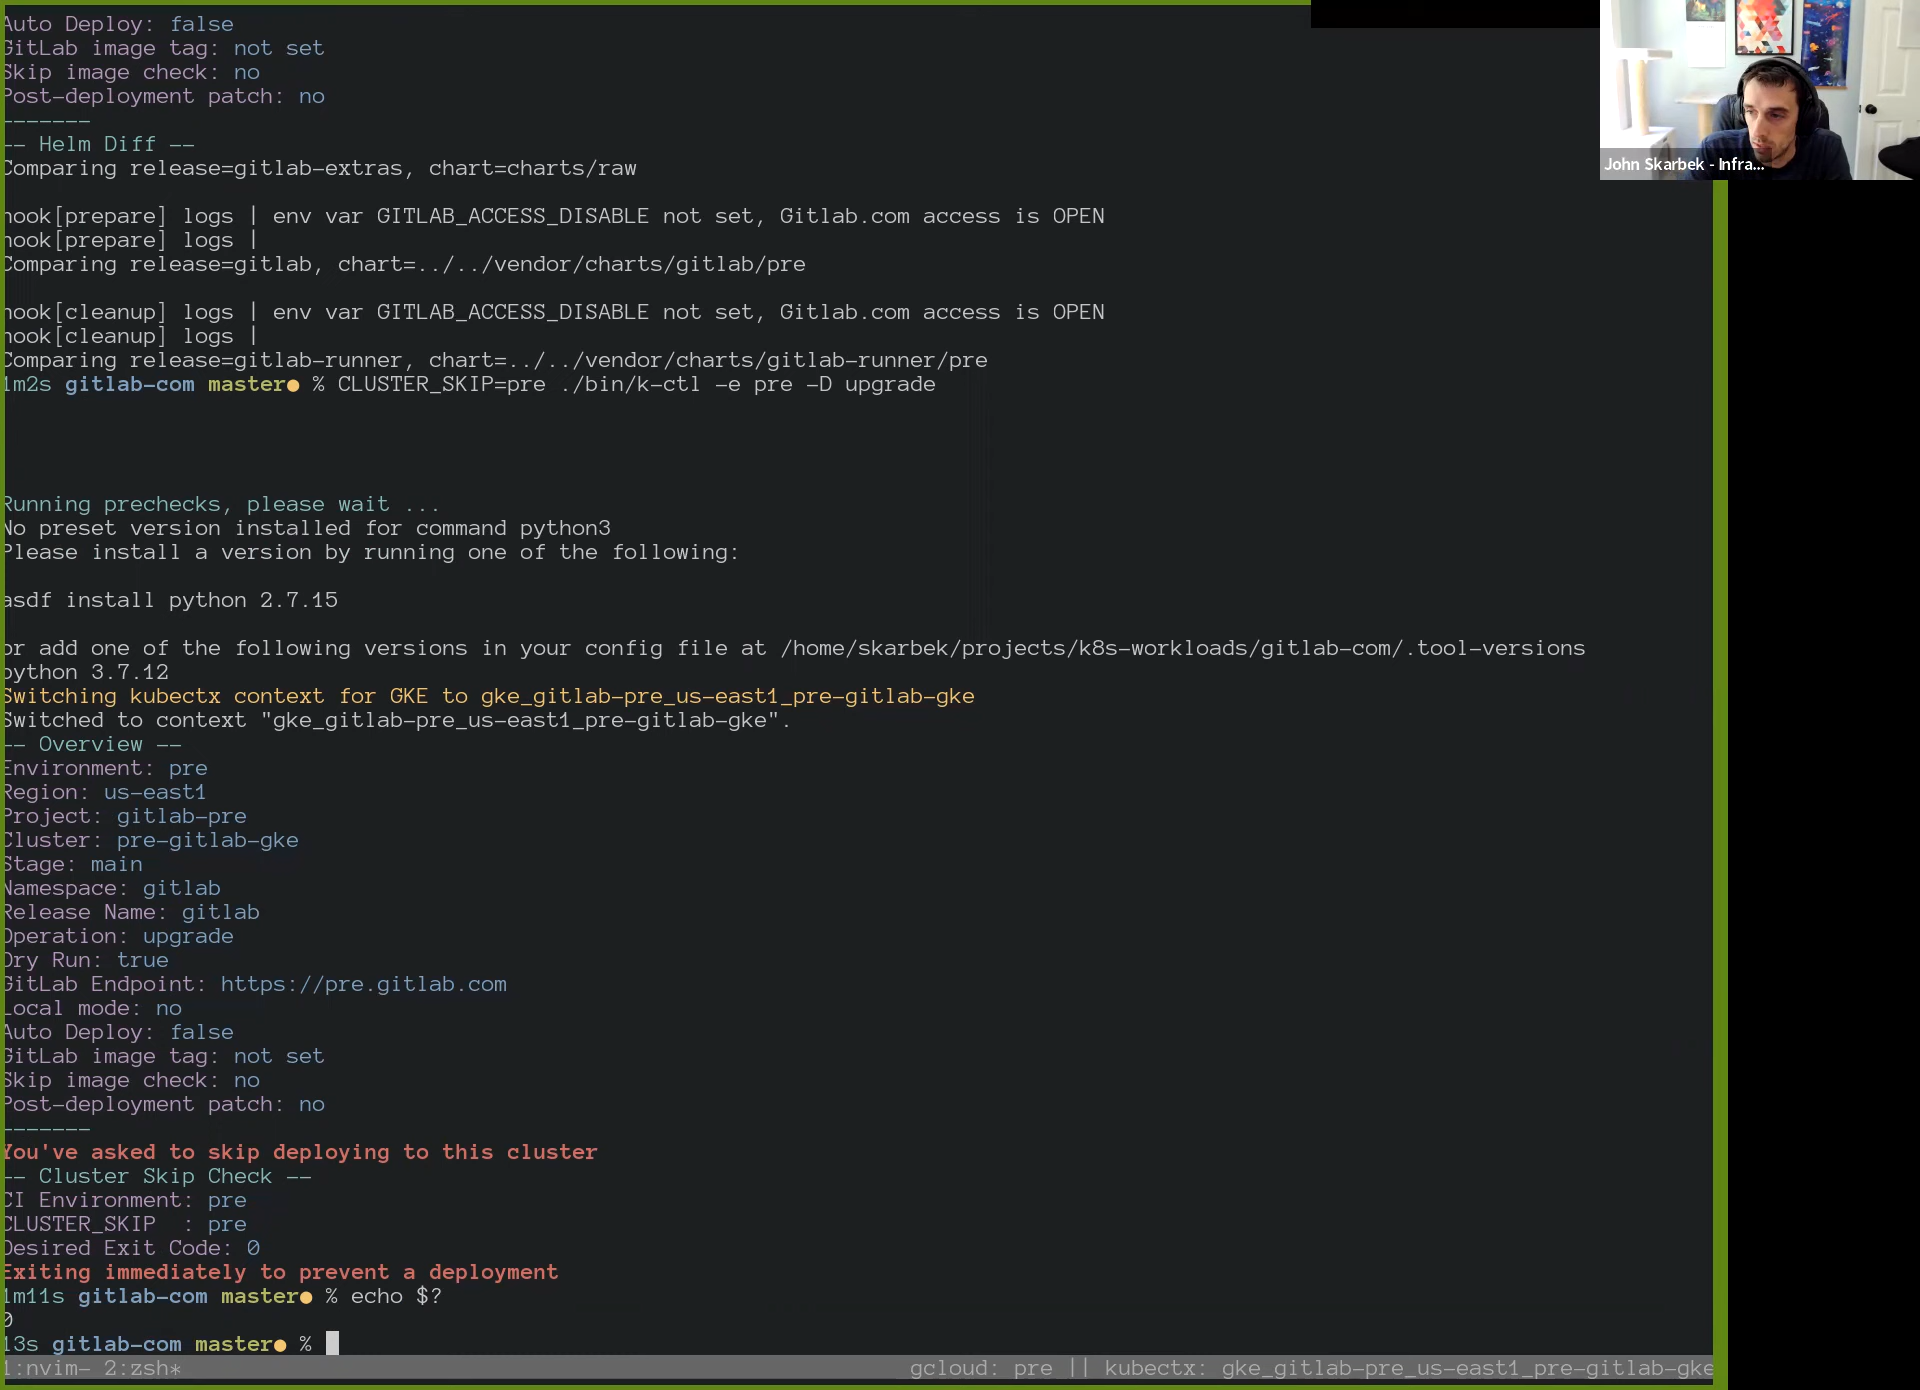 Auto Deploy: false
GitLab image tag: not set
Skip image check: no
Post-deployment patch: no
-------
-- Helm Diff --
Comparing release=gitlab-extras, chart=charts/raw
hook[prepare] logs | env var GITLAB_ACCESS_DISABLE not set, Gitlab.com access is OPEN
hook[prepare] logs |
Comparing release=gitlab, chart=../../vendor/charts/gitlab/pre
hook[cleanup] logs | env var GITLAB_ACCESS_DISABLE not set, Gitlab.com access is OPEN
hook[cleanup] logs |
Comparing release=gitlab-runner, chart=../../vendor/charts/gitlab-runner/pre
1m2s gitlab-com master● % CLUSTER_SKIP=pre ./bin/k-ctl -e pre -D upgrade
Running prechecks, please wait ...
No preset version installed for command python3
Please install a version by running one of the following:
asdf install python 2.7.15
or add one of the following versions in your config file at /home/skarbek/projects/k8s-workloads/gitlab-com/.tool-versions
python 3.7.12
Switching kubectx context for GKE to gke_gitlab-pre_us-east1_pre-gitlab-gke
Switched to context "gke_gitlab-pre_us-east1_pre-gitlab-gke".
-- Overview --
Environment: pre
Region: us-east1
Project: gitlab-pre
Cluster: pre-gitlab-gke
Stage: main
Namespace: gitlab
Release Name: gitlab
Operation: upgrade
Dry Run: true
GitLab Endpoint: https://pre.gitlab.com
Local mode: no
Auto Deploy: false
GitLab image tag: not set
Skip image check: no
Post-deployment patch: no
-------
You've asked to skip deploying to this cluster
-- Cluster Skip Check --
CI Environment: pre
CLUSTER_SKIP  : pre
Desired Exit Code: 0
Exiting immediately to prevent a deployment
1m11s gitlab-com master● % echo $?
0
13s gitlab-com master● %
1:nvim- 2:zsh* gcloud: pre || kubectx: gke_gitlab-pre_us-east1_pre-gitlab-gke
John Skarbek - Infra...